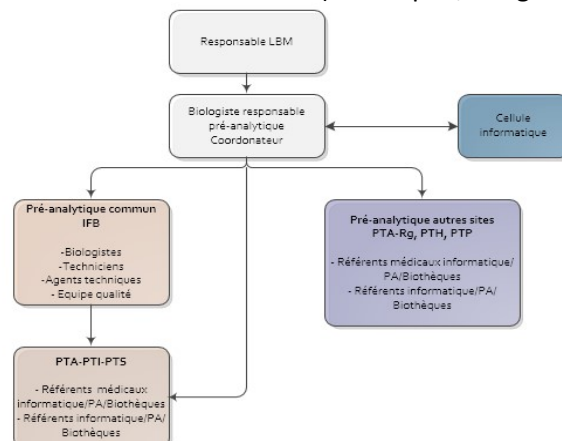 Responsable LBM
Biologiste responsable
pré-analytique
Coordonateur
Cellule
informatique
Pré-analytique commun
IFB
-Biologistes
-Techniciens
-Agents techniques
- Equipe qualité
Pré-analytique autres sites
PTA-Rg, PTH, PTP
- Référents médicaux informatique/
PA/Biothèques
- Référents informatique/PA/
Biothèques
PTA-PTI-PTS
- Référents médicaux
informatique/PA/Biothèques
- Référents informatique/PA/
Biothèques